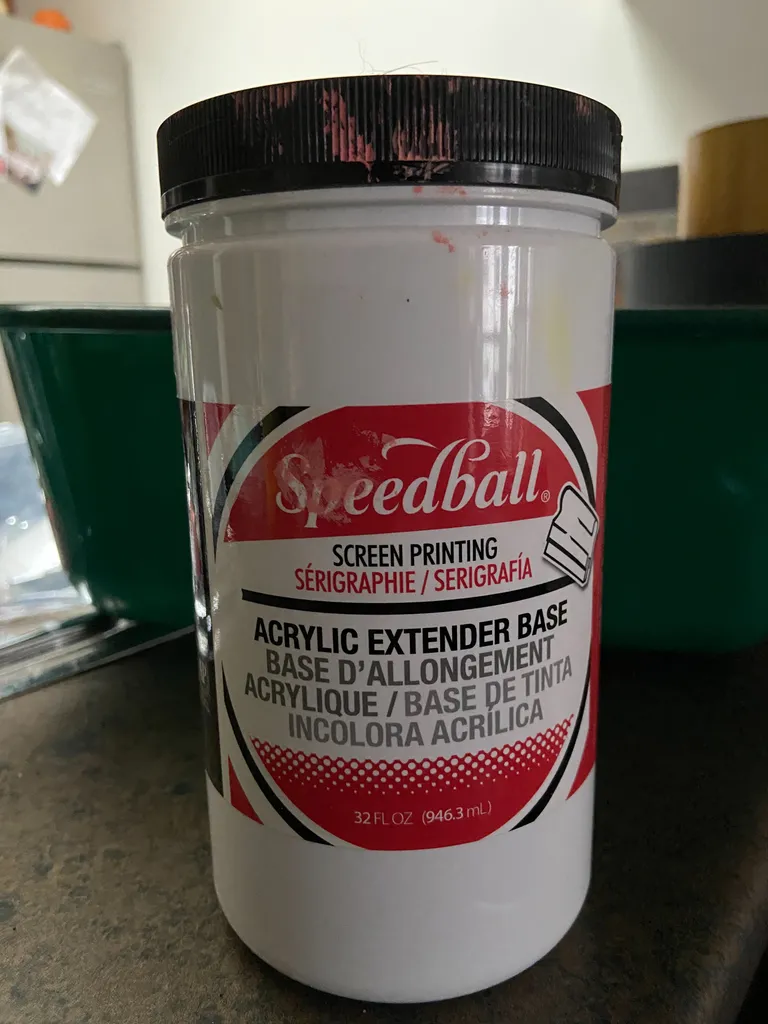 Speedball®
SCREEN PRINTING
SÉRIGRAPHIE / SERIGRAFÍA
ACRYLIC EXTENDER BASE
BASE D'ALLONGEMENT
ACRYLIQUE / BASE DE TINTA
INCOLORA ACRÍLICA
32 FL OZ (946.3 mL)